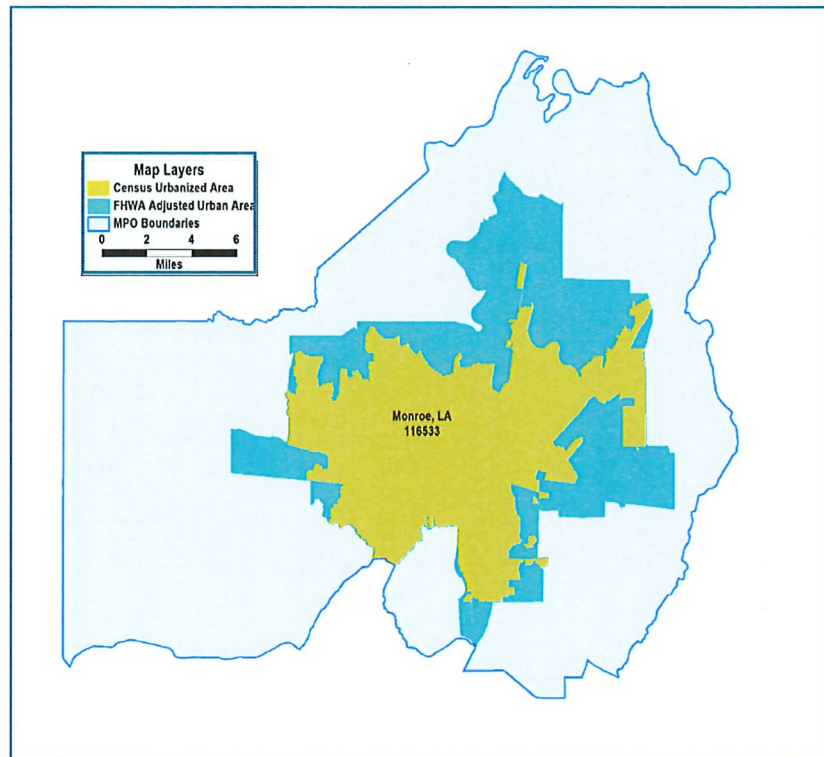 Map Layers
Census Urbanized Area
FHWA Adjusted Urban Area
MPO Boundaries
0 2 4 6
Miles
Monroe, LA
116533